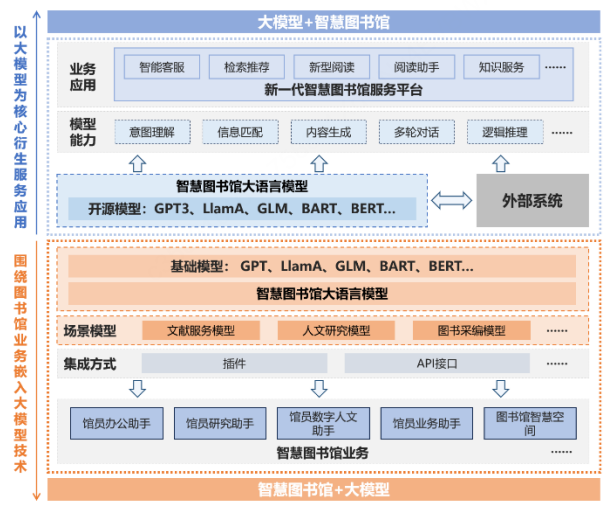 大模型+智慧图书馆
以大模型为核心衍生服务应用
业务
应用
智能客服
检索推荐
新型阅读
阅读助手
知识服务
……
新一代智慧图书馆服务平台
模型
能力
意图理解
信息匹配
内容生成
多轮对话
逻辑推理
……
智慧图书馆大语言模型
开源模型：GPT3、LlamA、GLM、BART、BERT...
外部系统
围绕图书馆业务嵌入大模型技术
基础模型： GPT、LlamA、GLM、BART、BERT...
智慧图书馆大语言模型
场景模型
文献服务模型
人文研究模型
图书采编模型
……
集成方式
插件
API接口
……
馆员办公助手
馆员研究助手
馆员数字人文
助手
馆员业务助手
图书馆智慧空
间
智慧图书馆业务
……
智慧图书馆+大模型